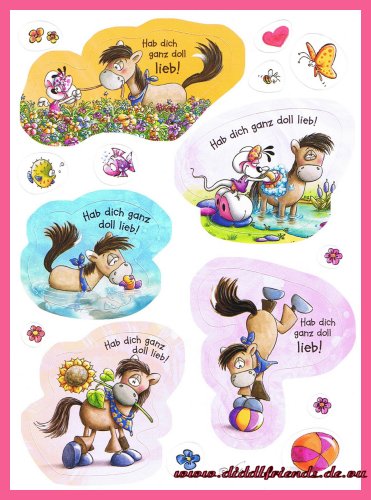 Hab dich
ganz doll
lieb!
Hab dich ganz doll lieb!
Hab dich ganz
doll lieb!
Hab dich
ganz doll
lieb!
Hab dich ganz
doll lieb!
www.diddlfriends.de.vu